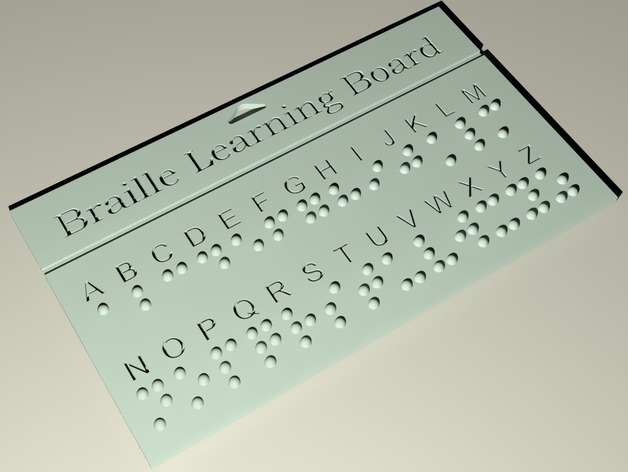 Braille Learning Board
A B C D E F G H I J K L M
N O P Q R S T U V W X Y Z